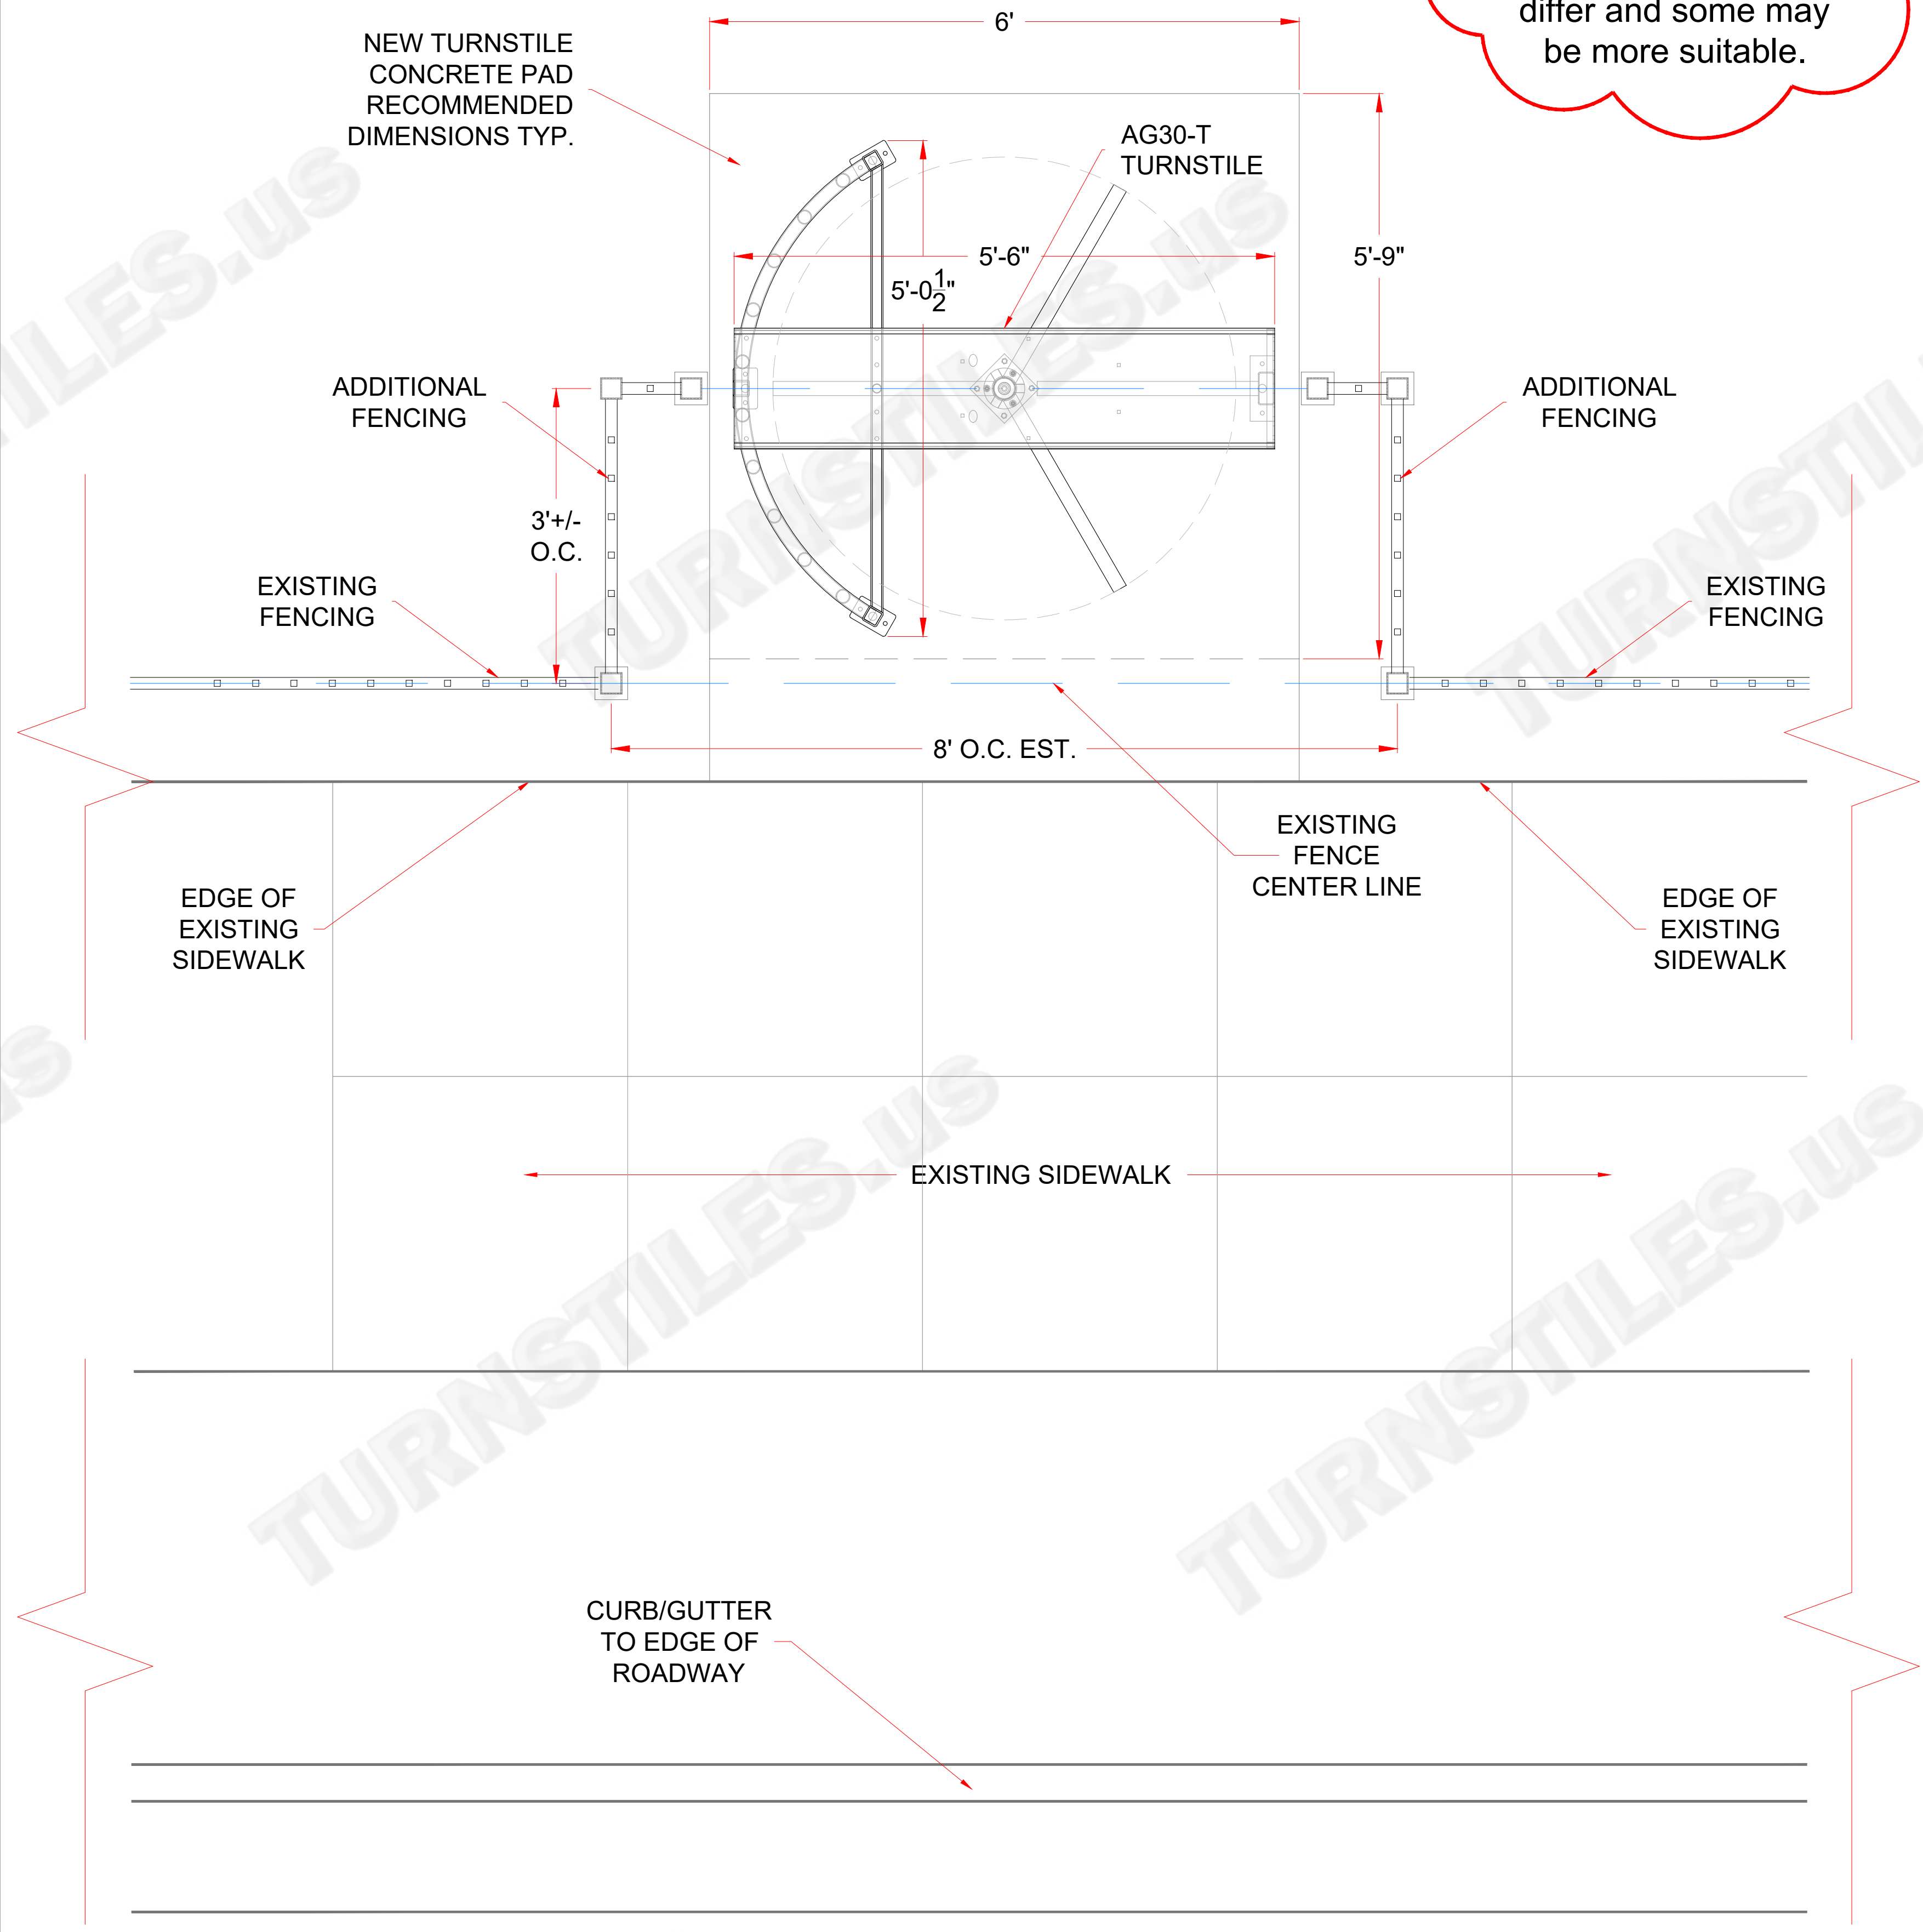 differ and some may
be more suitable.
6'
NEW TURNSTILE
CONCRETE PAD
RECOMMENDED
DIMENSIONS TYP.
AG30-T
TURNSTILE
5'-6"
5'-9"
5'-0 1/2"
ADDITIONAL
FENCING
ADDITIONAL
FENCING
3'+/-
O.C.
EXISTING
FENCING
EXISTING
FENCING
8' O.C. EST.
EXISTING
FENCE
CENTER LINE
EDGE OF
EXISTING
SIDEWALK
EDGE OF
EXISTING
SIDEWALK
EXISTING SIDEWALK
CURB/GUTTER
TO EDGE OF
ROADWAY
TILES.us
TURNSTILES.us
TURNSTIL
s
TURNSTILES.us
TURNSTILES.us